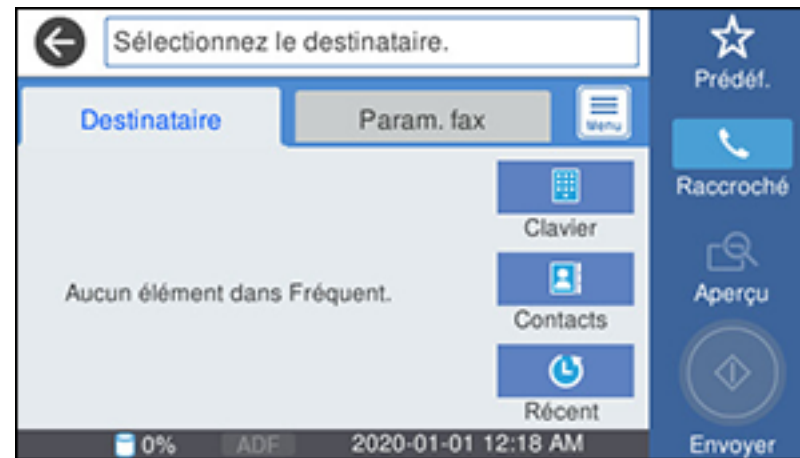 Sélectionnez le destinataire.
Prédéf.
Destinataire
Param. fax
Menu
Raccroché
Clavier
Aucun élément dans Fréquent.
Aperçu
Contacts
Récent
0% ADF 2020-01-01 12:18 AM
Envoyer